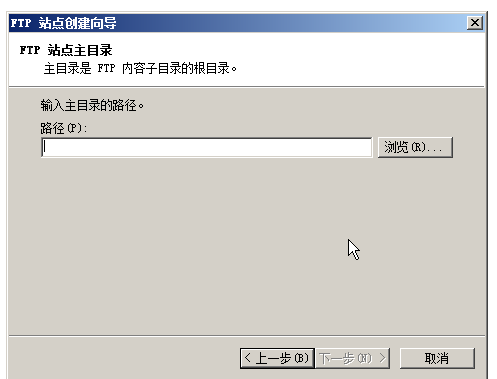 FTP 站点创建向导
FTP 站点主目录
主目录是 FTP 内容子目录的根目录。
输入主目录的路径。
路径(P):
浏览(R)...
< 上一步(B) 下一步(N) > 取消